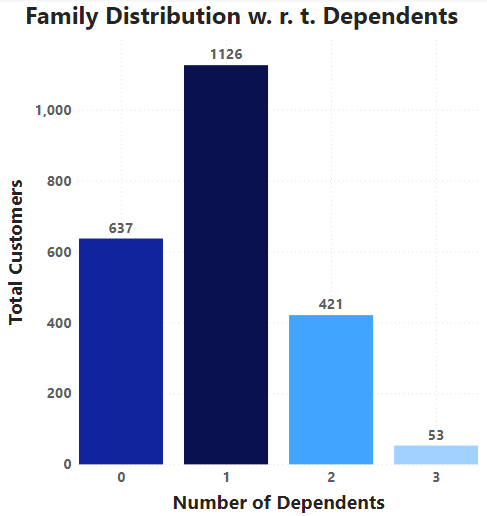 Family Distribution w. r. t. Dependents
1126
1,000
800
637
600
421
400
200
53
0
0 1 2 3
Total Customers
Number of Dependents